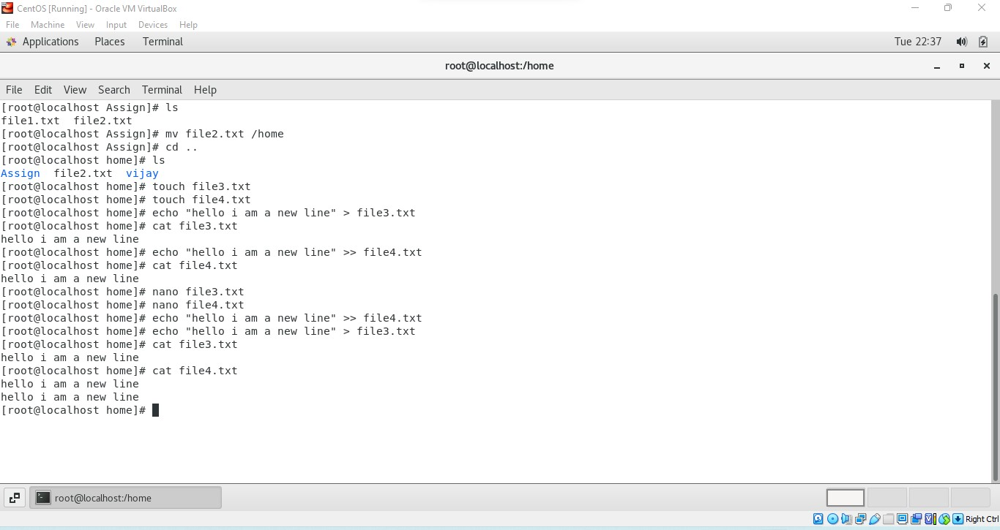 CentOS [Running] - Oracle VM VirtualBox
File Machine View Input Devices Help
Applications Places Terminal Tue 22:37
root@localhost:/home
File Edit View Search Terminal Help
[root@localhost Assign]# ls
file1.txt  file2.txt
[root@localhost Assign]# mv file2.txt /home
[root@localhost Assign]# cd ..
[root@localhost home]# ls
Assign  file2.txt  vijay
[root@localhost home]# touch file3.txt
[root@localhost home]# touch file4.txt
[root@localhost home]# echo "hello i am a new line" > file3.txt
[root@localhost home]# cat file3.txt
hello i am a new line
[root@localhost home]# echo "hello i am a new line" >> file4.txt
[root@localhost home]# cat file4.txt
hello i am a new line
[root@localhost home]# nano file3.txt
[root@localhost home]# nano file4.txt
[root@localhost home]# echo "hello i am a new line" >> file4.txt
[root@localhost home]# echo "hello i am a new line" > file3.txt
[root@localhost home]# cat file3.txt
hello i am a new line
[root@localhost home]# cat file4.txt
hello i am a new line
hello i am a new line
[root@localhost home]#
root@localhost:/home
Right Ctrl